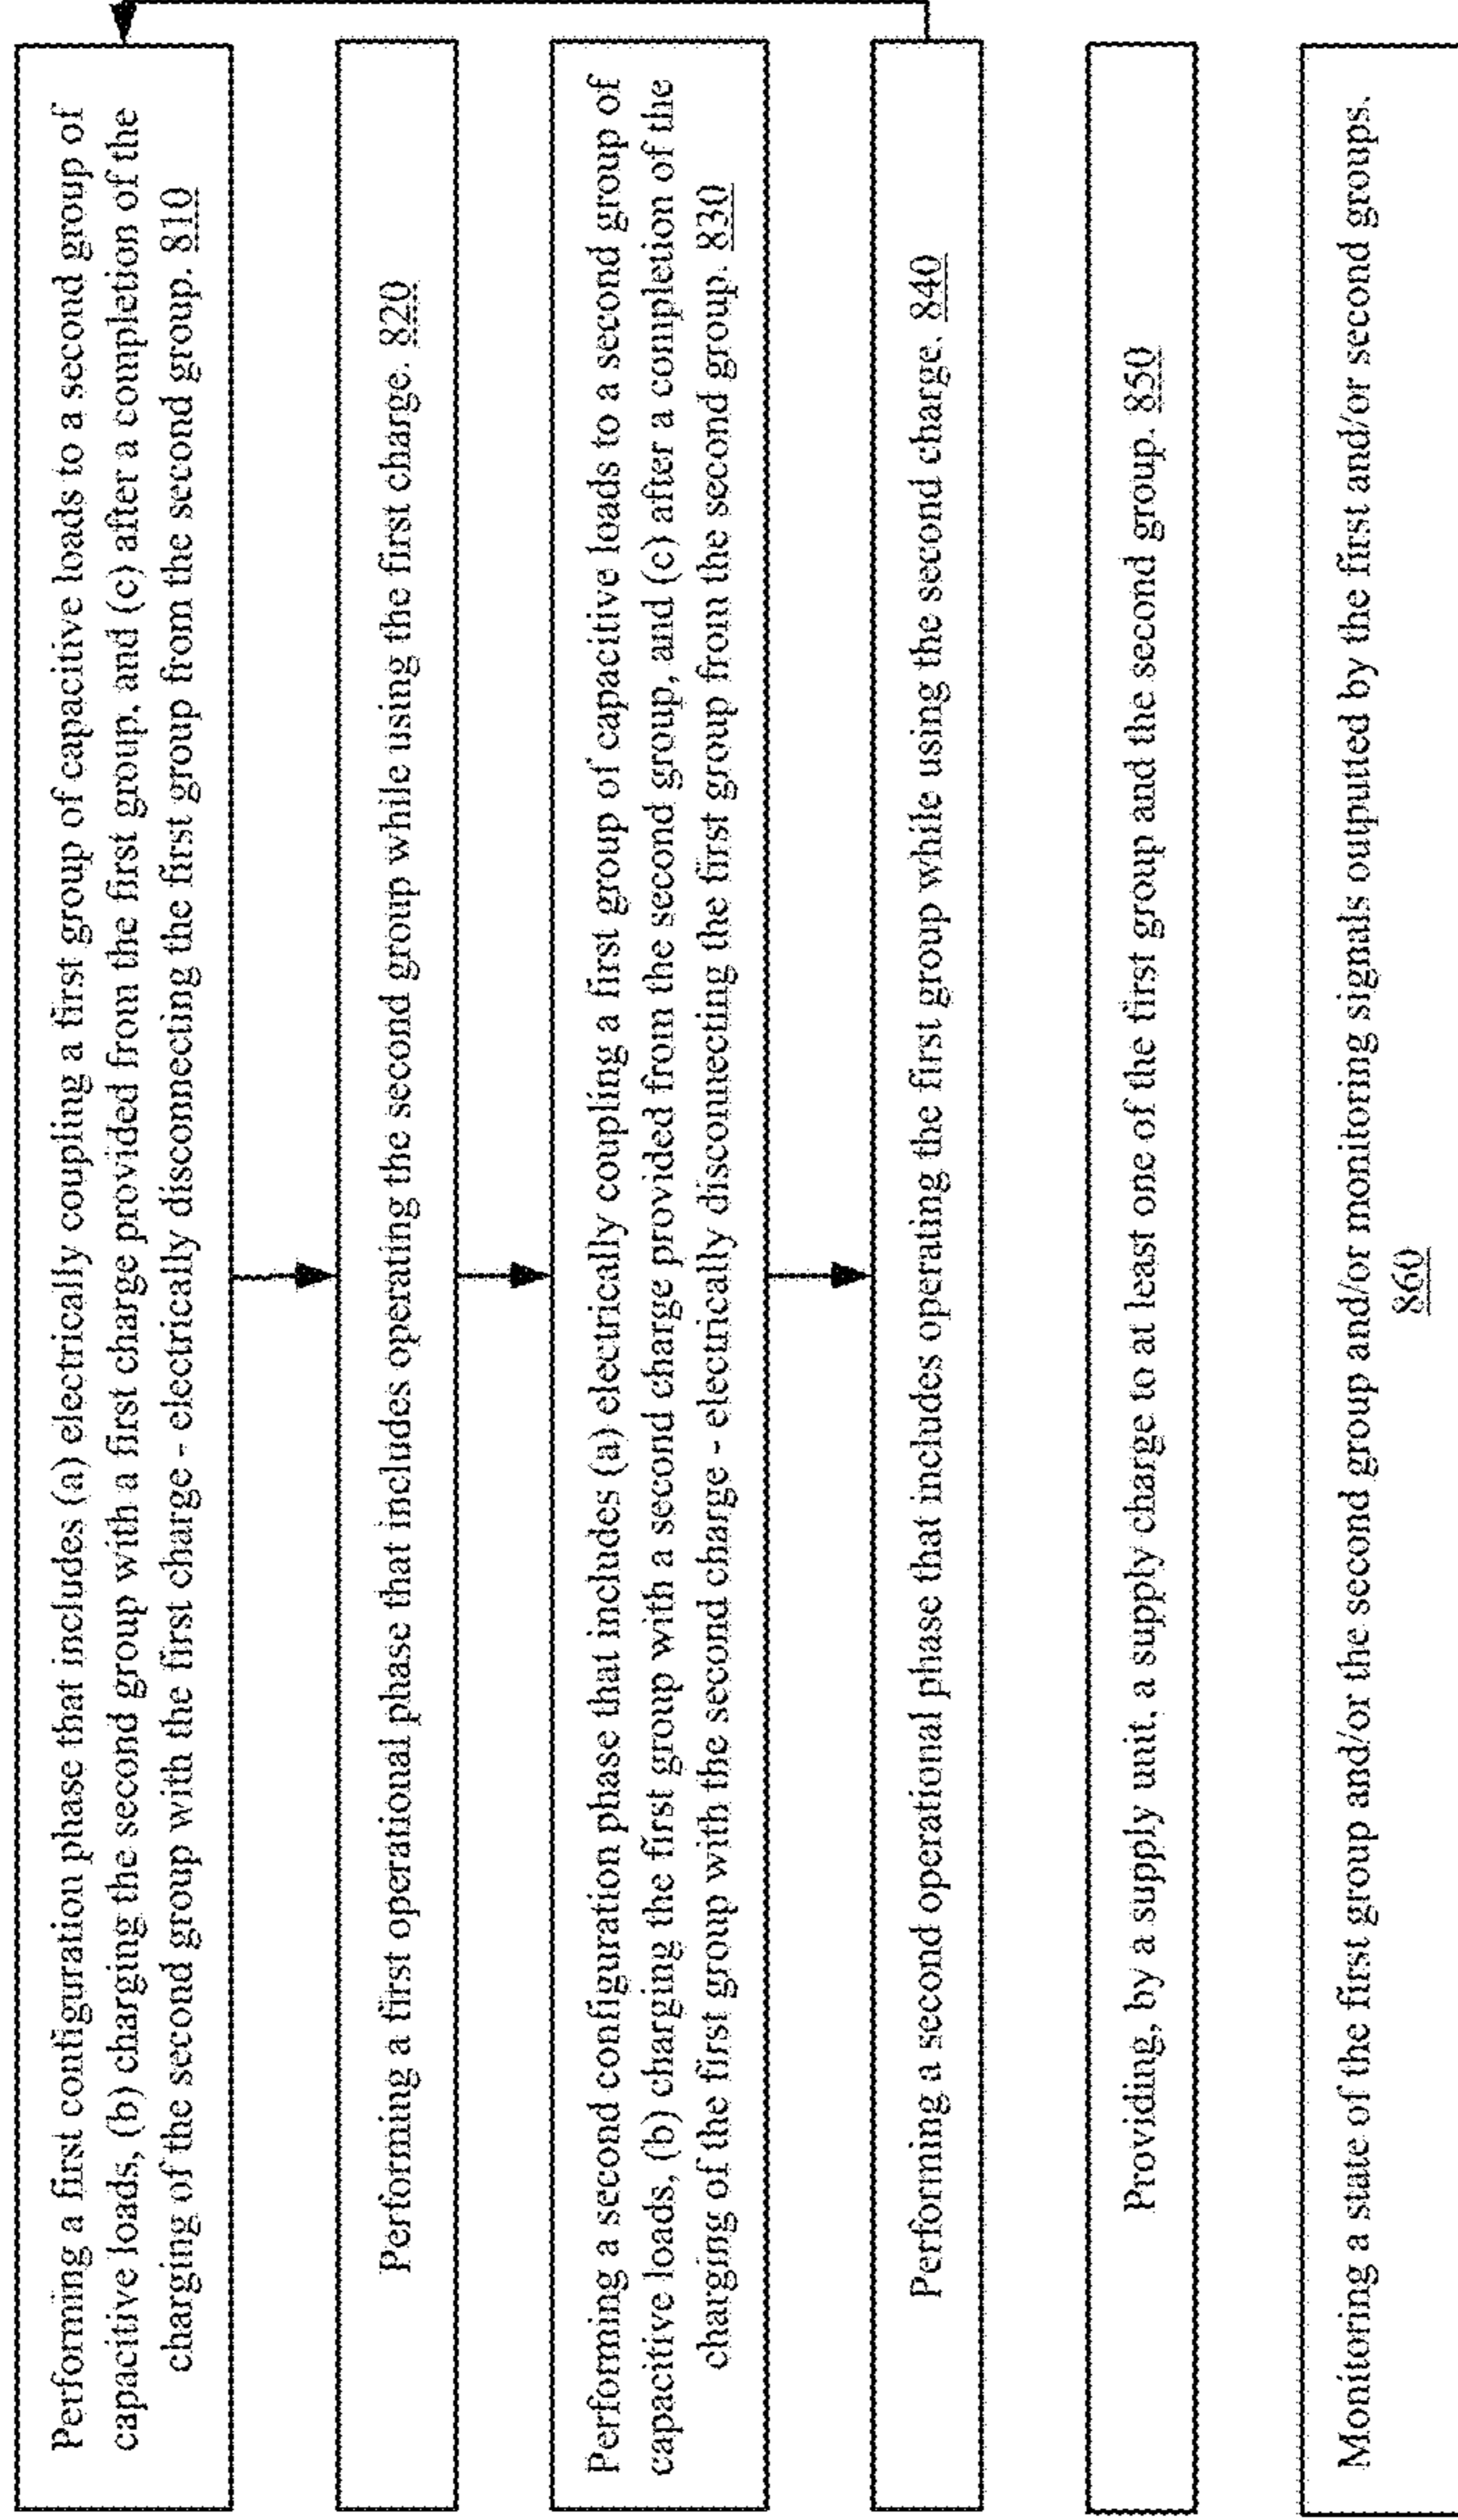 Performing a first configuration phase that includes (a) electrically coupling a first group of capacitive loads to a second group of
capacitive loads, (b) charging the second group with a first charge provided from the first group, and (c) after a completion of the
charging of the second group with the first charge - electrically disconnecting the first group from the second group. 810
Performing a first operational phase that includes operating the second group while using the first charge. 820
Performing a second configuration phase that includes (a) electrically coupling a first group of capacitive loads to a second group of
capacitive loads, (b) charging the first group with a second charge provided from the second group, and (c) after a completion of the
charging of the first group with the second charge - electrically disconnecting the first group from the second group. 830
Performing a second operational phase that includes operating the first group while using the second charge. 840
Providing, by a supply unit, a supply charge to at least one of the first group and the second group. 850
Monitoring a state of the first group and/or the second group and/or monitoring signals outputted by the first and/or second groups.
860